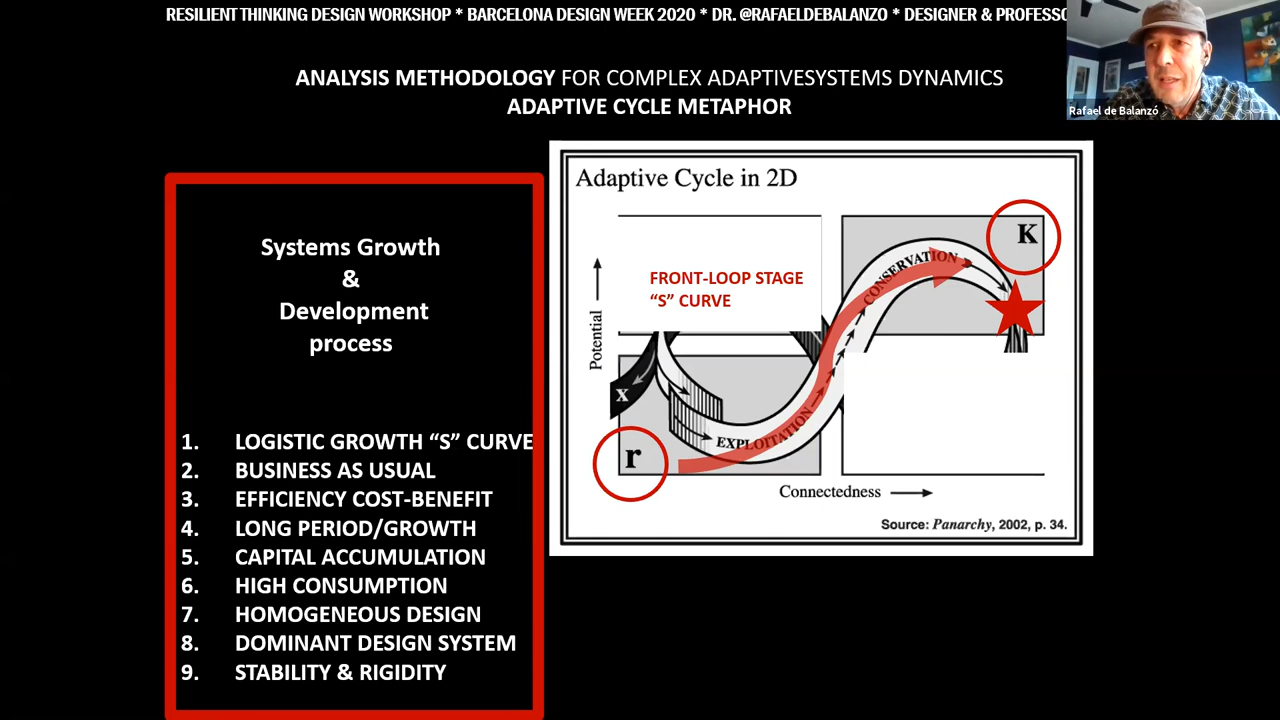 RESILIENT THINKING DESIGN WORKSHOP * BARCELONA DESIGN WEEK 2020 * DR. @RAFAELDEBALANZO * DESIGNER & PROFESSO
Rafael de Balanzó
ANALYSIS METHODOLOGY FOR COMPLEX ADAPTIVESYSTEMS DYNAMICS
ADAPTIVE CYCLE METAPHOR
Systems Growth
&
Development
process
1. LOGISTIC GROWTH “S” CURVE
2. BUSINESS AS USUAL
3. EFFICIENCY COST-BENEFIT
4. LONG PERIOD/GROWTH
5. CAPITAL ACCUMULATION
6. HIGH CONSUMPTION
7. HOMOGENEOUS DESIGN
8. DOMINANT DESIGN SYSTEM
9. STABILITY & RIGIDITY
Adaptive Cycle in 2D
K
FRONT-LOOP STAGE
“S” CURVE
CONSERVATION
Potential
x
EXPLOITATION
r
Connectedness
Source: Panarchy, 2002, p. 34.